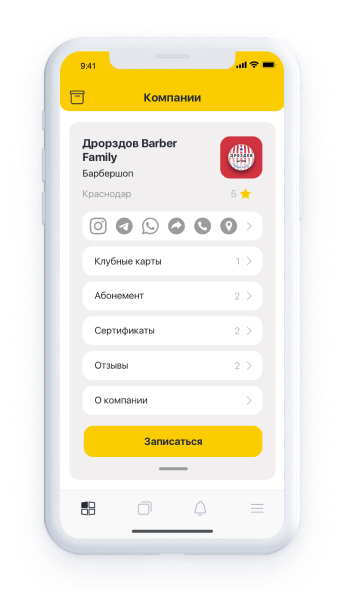 9:41
Компании
Дрорздов Barber
Family
Барбершоп
ДРОЗДОВ
Краснодар
5
Клубные карты 1
Абонемент 2
Сертификаты 2
Отзывы 2
О компании
Записаться